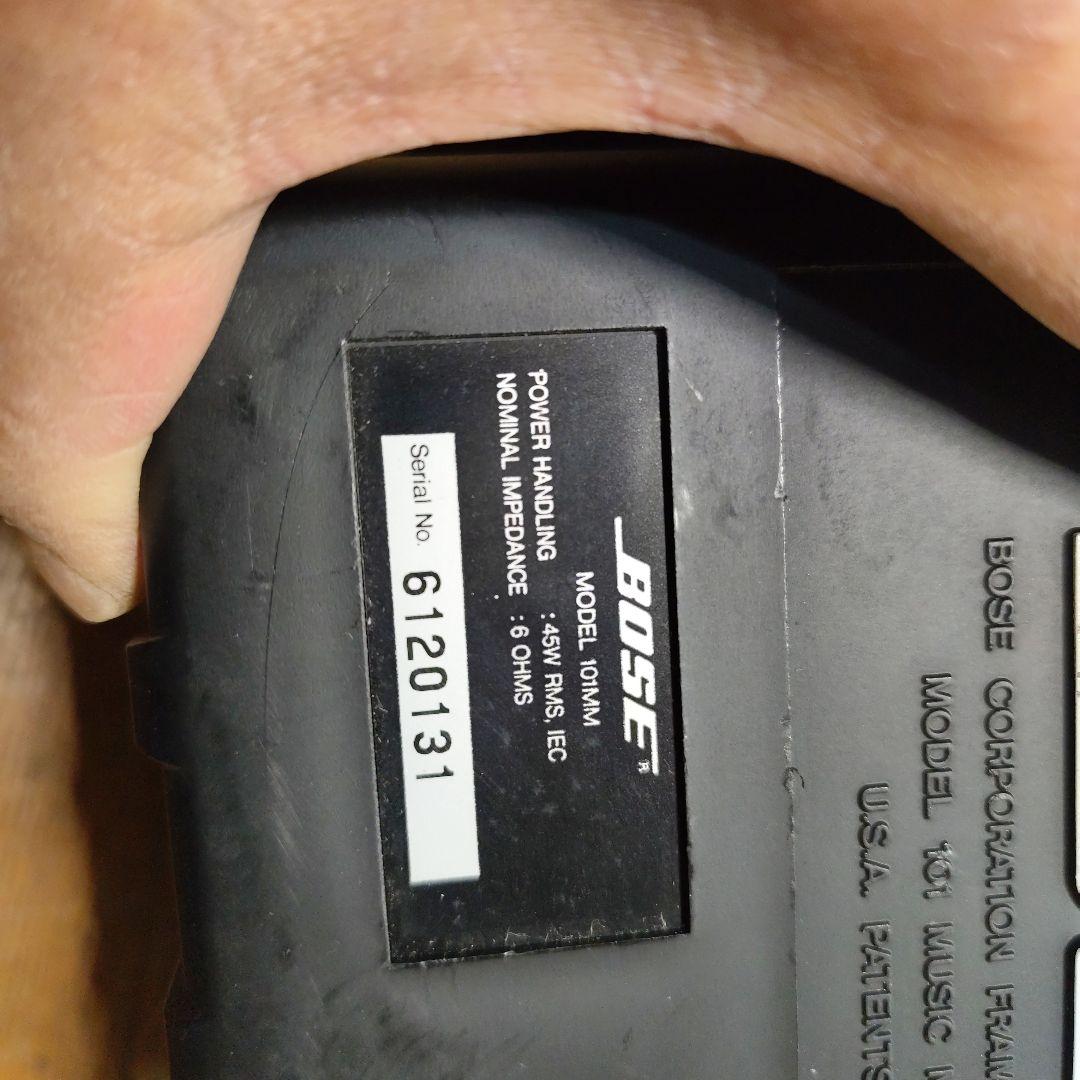 BOSE®
MODEL 101MM
POWER HANDLING : 45W RMS, IEC
NOMINAL IMPEDANCE : 6 OHMS
Serial No. 6120131
BOSE CORPORATION
MODEL 101 MUSIC
U.S.A. PATENTS